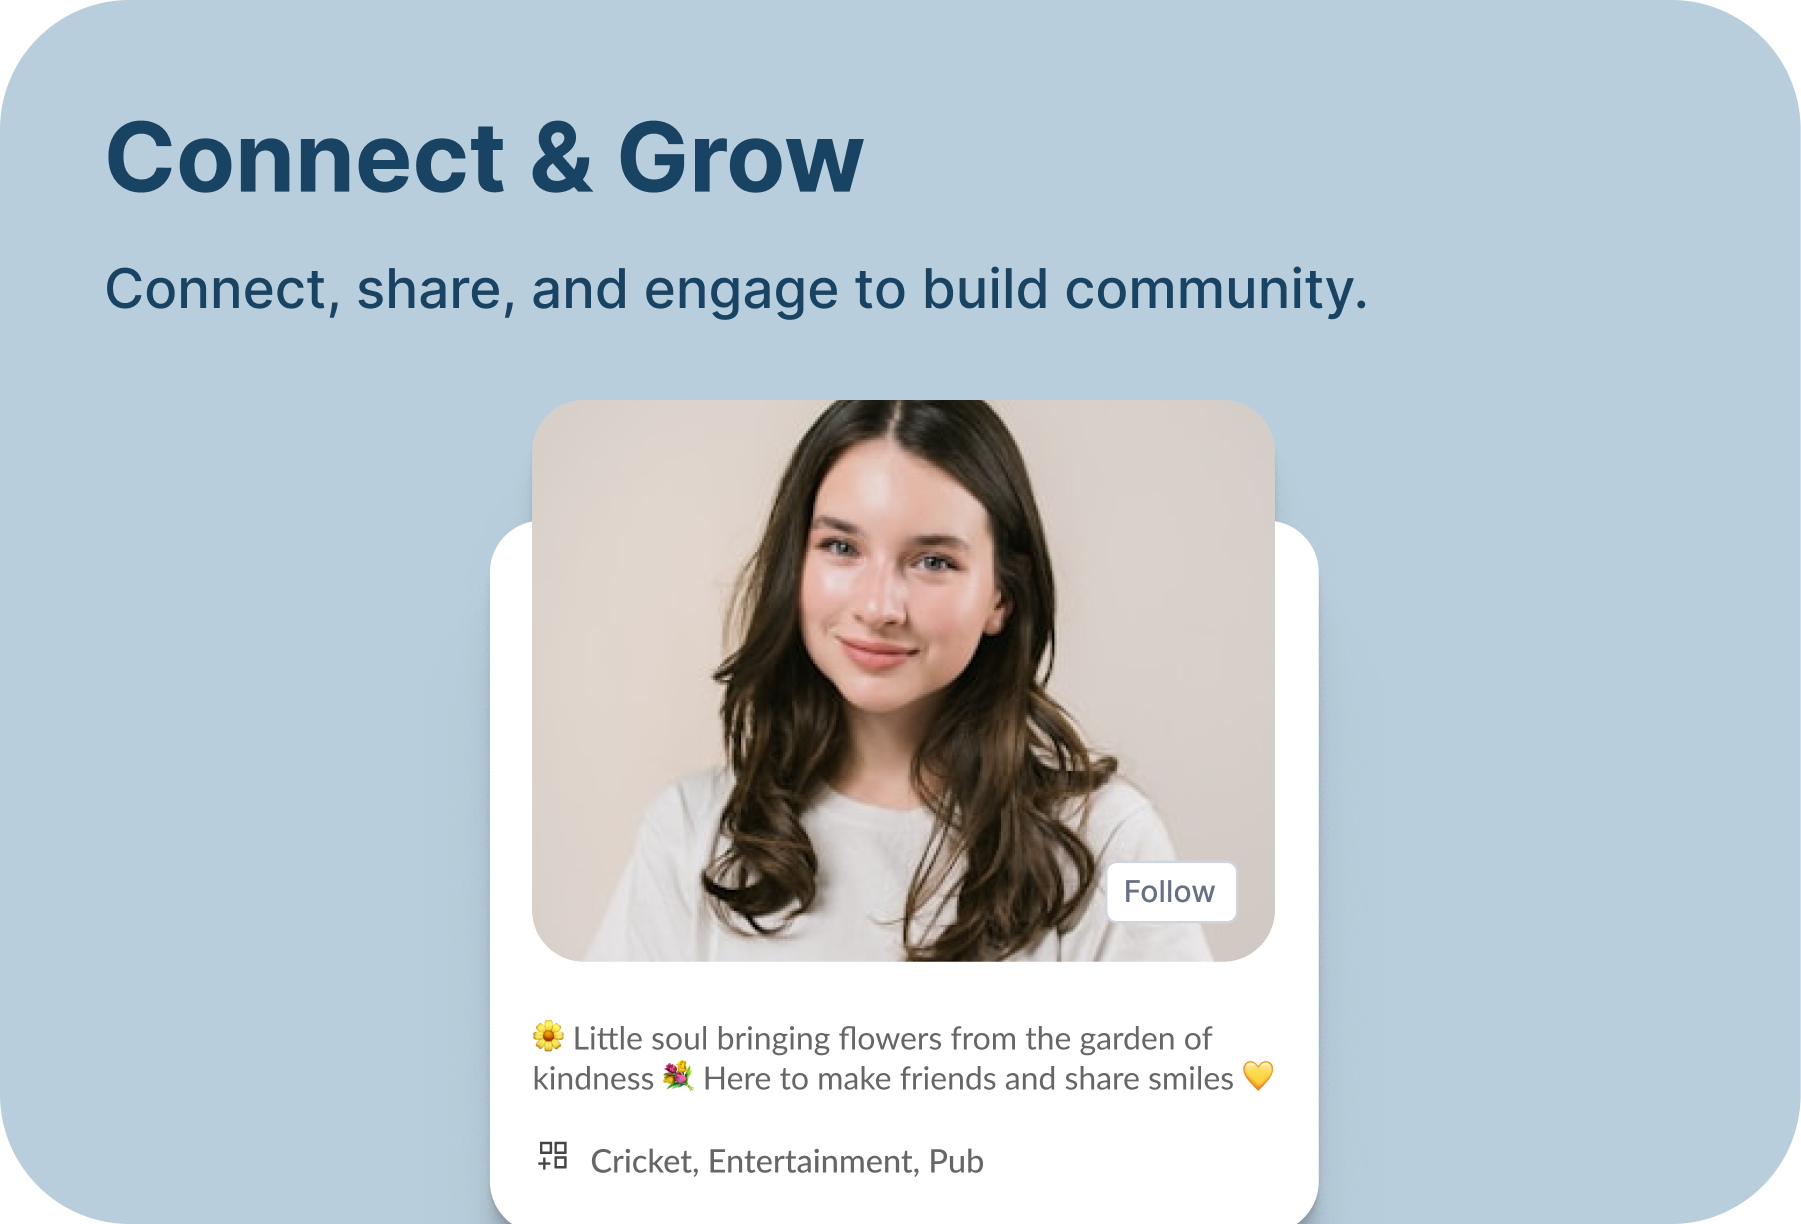 Connect & Grow
Connect, share, and engage to build community.
Follow
🌼 Little soul bringing flowers from the garden of
kindness 💐 Here to make friends and share smiles 💛
Cricket, Entertainment, Pub